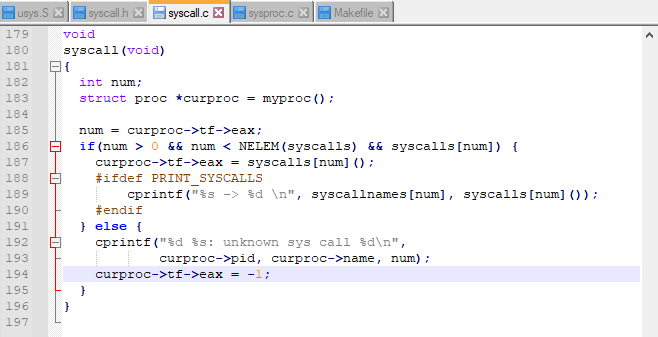 usys.S syscall.h syscall.c sysproc.c Makefile
179 void
180 syscall(void)
181 {
182   int num;
183   struct proc *curproc = myproc();
184
185   num = curproc->tf->eax;
186   if(num > 0 && num < NELEM(syscalls) && syscalls[num]) {
187     curproc->tf->eax = syscalls[num]();
188     #ifdef PRINT_SYSCALLS
189         cprintf("%s -> %d \n", syscallnames[num], syscalls[num]());
190     #endif
191   } else {
192     cprintf("%d %s: unknown sys call %d\n",
193             curproc->pid, curproc->name, num);
194     curproc->tf->eax = -1;
195   }
196 }
197